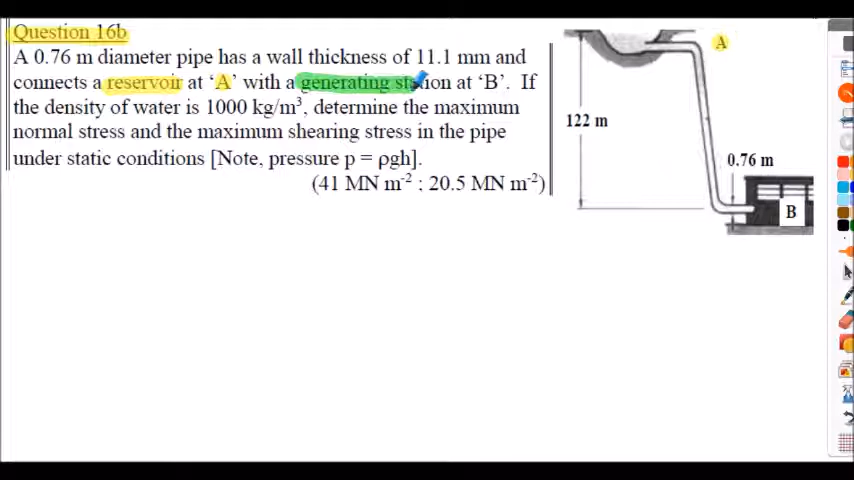 Question 16b
A 0.76 m diameter pipe has a wall thickness of 11.1 mm and
connects a reservoir at ‘A’ with a generating station at ‘B’. If
the density of water is 1000 kg/m³, determine the maximum
normal stress and the maximum shearing stress in the pipe
under static conditions [Note, pressure p = ρgh].
(41 MN m⁻² ; 20.5 MN m⁻²)
A
122 m
0.76 m
B